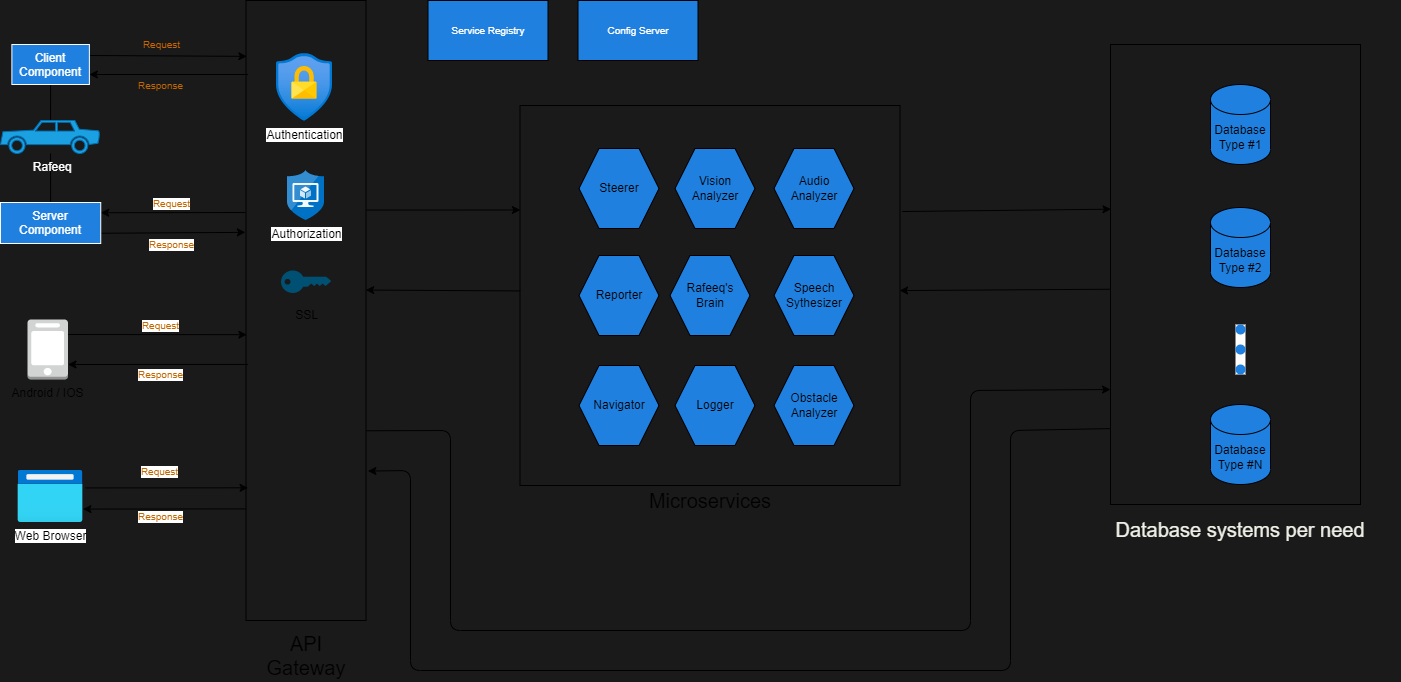 Service Registry
Config Server
Client
Component
Request
Response
Authentication
Rafeeq
Server
Component
Request
Response
Authorization
SSL
Request
Response
Android / IOS
Request
Response
Web Browser
API
Gateway
Steerer
Vision
Analyzer
Audio
Analyzer
Reporter
Rafeeq's
Brain
Speech
Sythesizer
Navigator
Logger
Obstacle
Analyzer
Microservices
Database
Type #1
Database
Type #2
Database
Type #N
Database systems per need